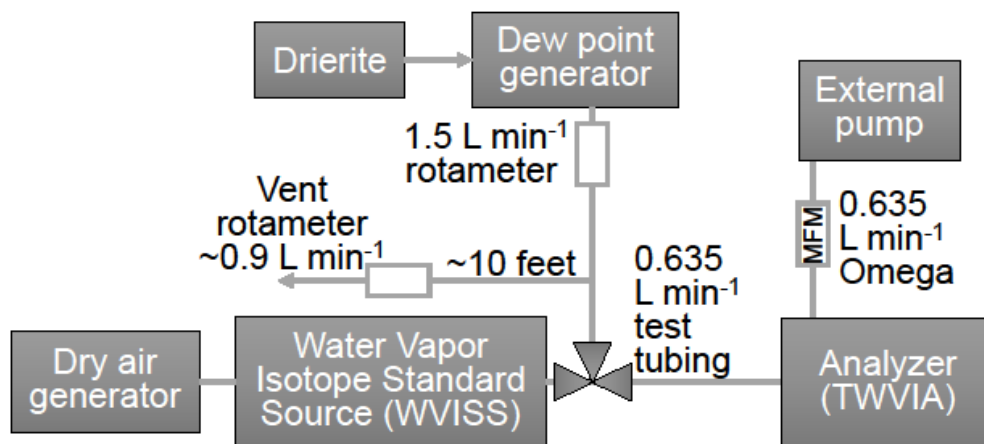 Drierite
Dew point
generator
External
pump
1.5 L min⁻¹
rotameter
Vent
rotameter
~0.9 L min⁻¹
~10 feet
0.635
L min⁻¹
test
tubing
MFM
0.635
L min⁻¹
Omega
Dry air
generator
Water Vapor
Isotope Standard
Source (WVISS)
Analyzer
(TWVIA)